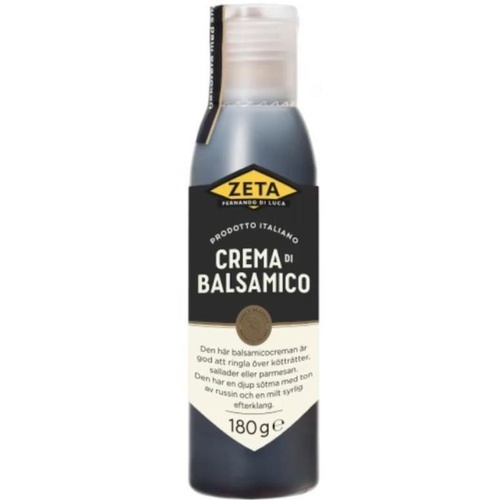 ZETA
FERNANDO DI LUCA
PRODOTTO ITALIANO
CREMA DI
BALSAMICO
Den här balsamicocreman är
god att ringla över kötträtter,
sallader eller parmesan.
Den har en djup sötma med ton
av russin och en milt syrlig
efterklang.
180 g e